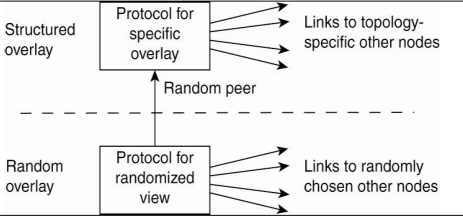 Structured
overlay
Protocol for
specific
overlay
Links to topology-
specific other nodes
Random peer
Random
overlay
Protocol for
randomized
view
Links to randomly
chosen other nodes